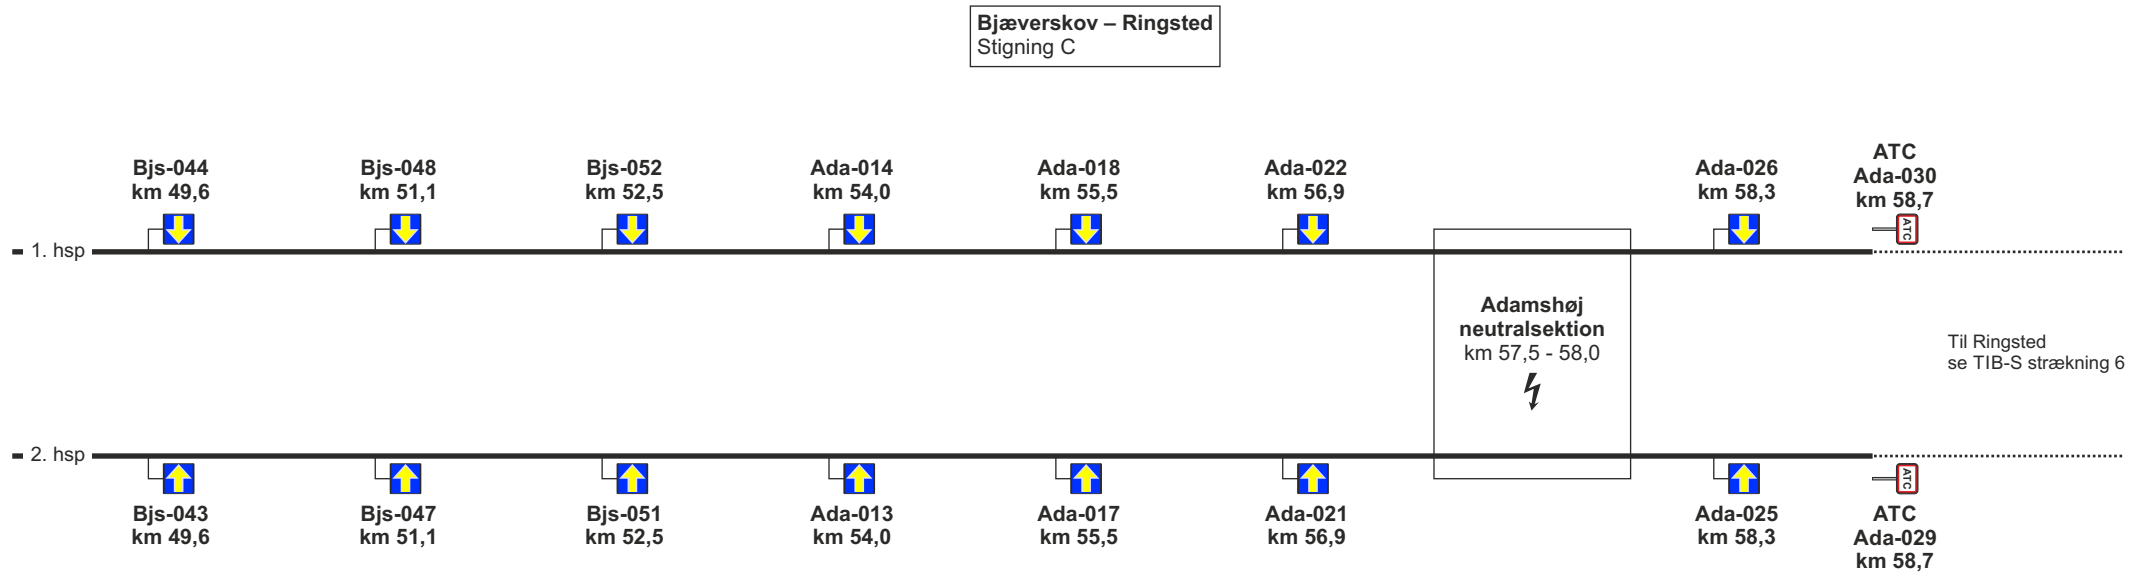 Bjæverskov – Ringsted
Stigning C
Bjs-044
km 49,6
Bjs-048
km 51,1
Bjs-052
km 52,5
Ada-014
km 54,0
Ada-018
km 55,5
Ada-022
km 56,9
Ada-026
km 58,3
ATC
Ada-030
km 58,7
ATC
1. hsp
Adamshøj
neutralsektion
km 57,5 - 58,0
Til Ringsted
se TIB-S strækning 6
2. hsp
ATC
Bjs-043
km 49,6
Bjs-047
km 51,1
Bjs-051
km 52,5
Ada-013
km 54,0
Ada-017
km 55,5
Ada-021
km 56,9
Ada-025
km 58,3
ATC
Ada-029
km 58,7